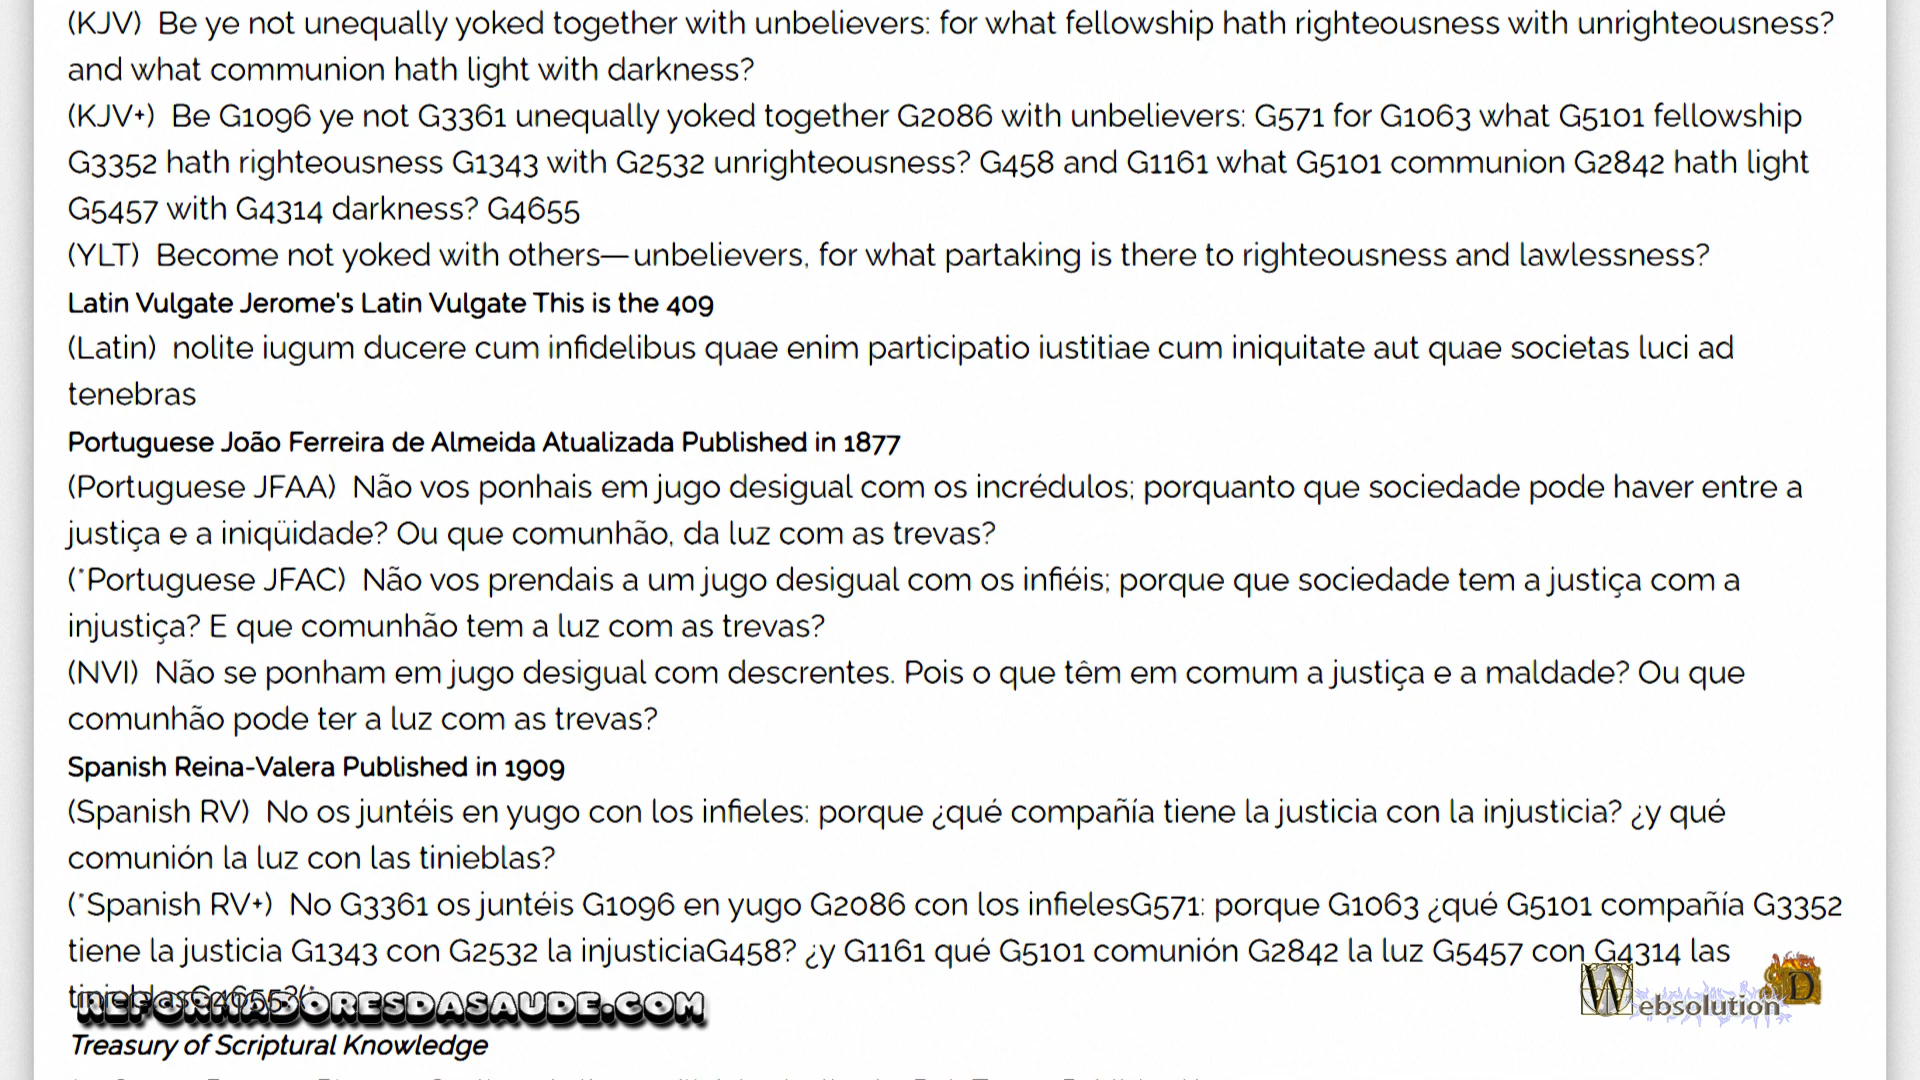 (KJV) Be ye not unequally yoked together with unbelievers: for what fellowship hath righteousness with unrighteousness?
and what communion hath light with darkness?
(KJV+) Be G1096 ye not G3361 unequally yoked together G2086 with unbelievers: G571 for G1063 what G5101 fellowship
G3352 hath righteousness G1343 with G2532 unrighteousness? G458 and G1161 what G5101 communion G2842 hath light
G5457 with G4314 darkness? G4655
(YLT) Become not yoked with others—unbelievers, for what partaking is there to righteousness and lawlessness?
Latin Vulgate Jerome's Latin Vulgate This is the 409
(Latin) nolite iugum ducere cum infidelibus quae enim participatio iustitiae cum iniquitate aut quae societas luci ad
tenebras
Portuguese João Ferreira de Almeida Atualizada Published in 1877
(Portuguese JFAA) Não vos ponhais em jugo desigual com os incrédulos; porquanto que sociedade pode haver entre a
justiça e a iniqüidade? Ou que comunhão, da luz com as trevas?
(*Portuguese JFAC) Não vos prendais a um jugo desigual com os infiéis; porque que sociedade tem a justiça com a
injustiça? E que comunhão tem a luz com as trevas?
(NVI) Não se ponham em jugo desigual com descrentes. Pois o que têm em comum a justiça e a maldade? Ou que
comunhão pode ter a luz com as trevas?
Spanish Reina-Valera Published in 1909
(Spanish RV) No os juntéis en yugo con los infieles: porque ¿qué compañía tiene la justicia con la injusticia? ¿y qué
comunión la luz con las tinieblas?
(*Spanish RV+) No G3361 os juntéis G1096 en yugo G2086 con los infielesG571: porque G1063 ¿qué G5101 compañía G3352
tiene la justicia G1343 con G2532 la injusticiaG458? ¿y G1161 qué G5101 comunión G2842 la luz G5457 con G4314 las
tinieblasG4655?(*
REFORMADORESDASAUDE.COM
Websolution D
Treasury of Scriptural Knowledge